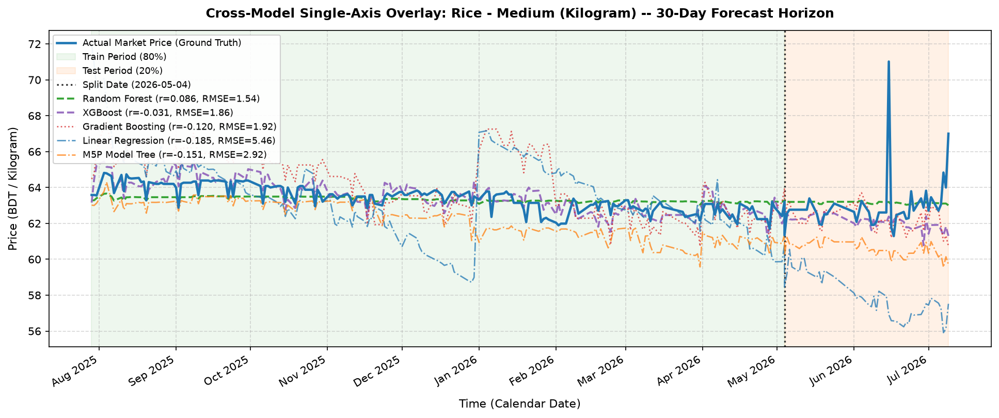 Cross-Model Single-Axis Overlay: Rice - Medium (Kilogram) -- 30-Day Forecast Horizon
Price (BDT / Kilogram)
72
70
68
66
64
62
60
58
56
Actual Market Price (Ground Truth)
Train Period (80%)
Test Period (20%)
Split Date (2026-05-04)
Random Forest (r=0.086, RMSE=1.54)
XGBoost (r=-0.031, RMSE=1.86)
Gradient Boosting (r=-0.120, RMSE=1.92)
Linear Regression (r=-0.185, RMSE=5.46)
M5P Model Tree (r=-0.151, RMSE=2.92)
Aug 2025
Sep 2025
Oct 2025
Nov 2025
Dec 2025
Jan 2026
Feb 2026
Mar 2026
Apr 2026
May 2026
Jun 2026
Jul 2026
Time (Calendar Date)